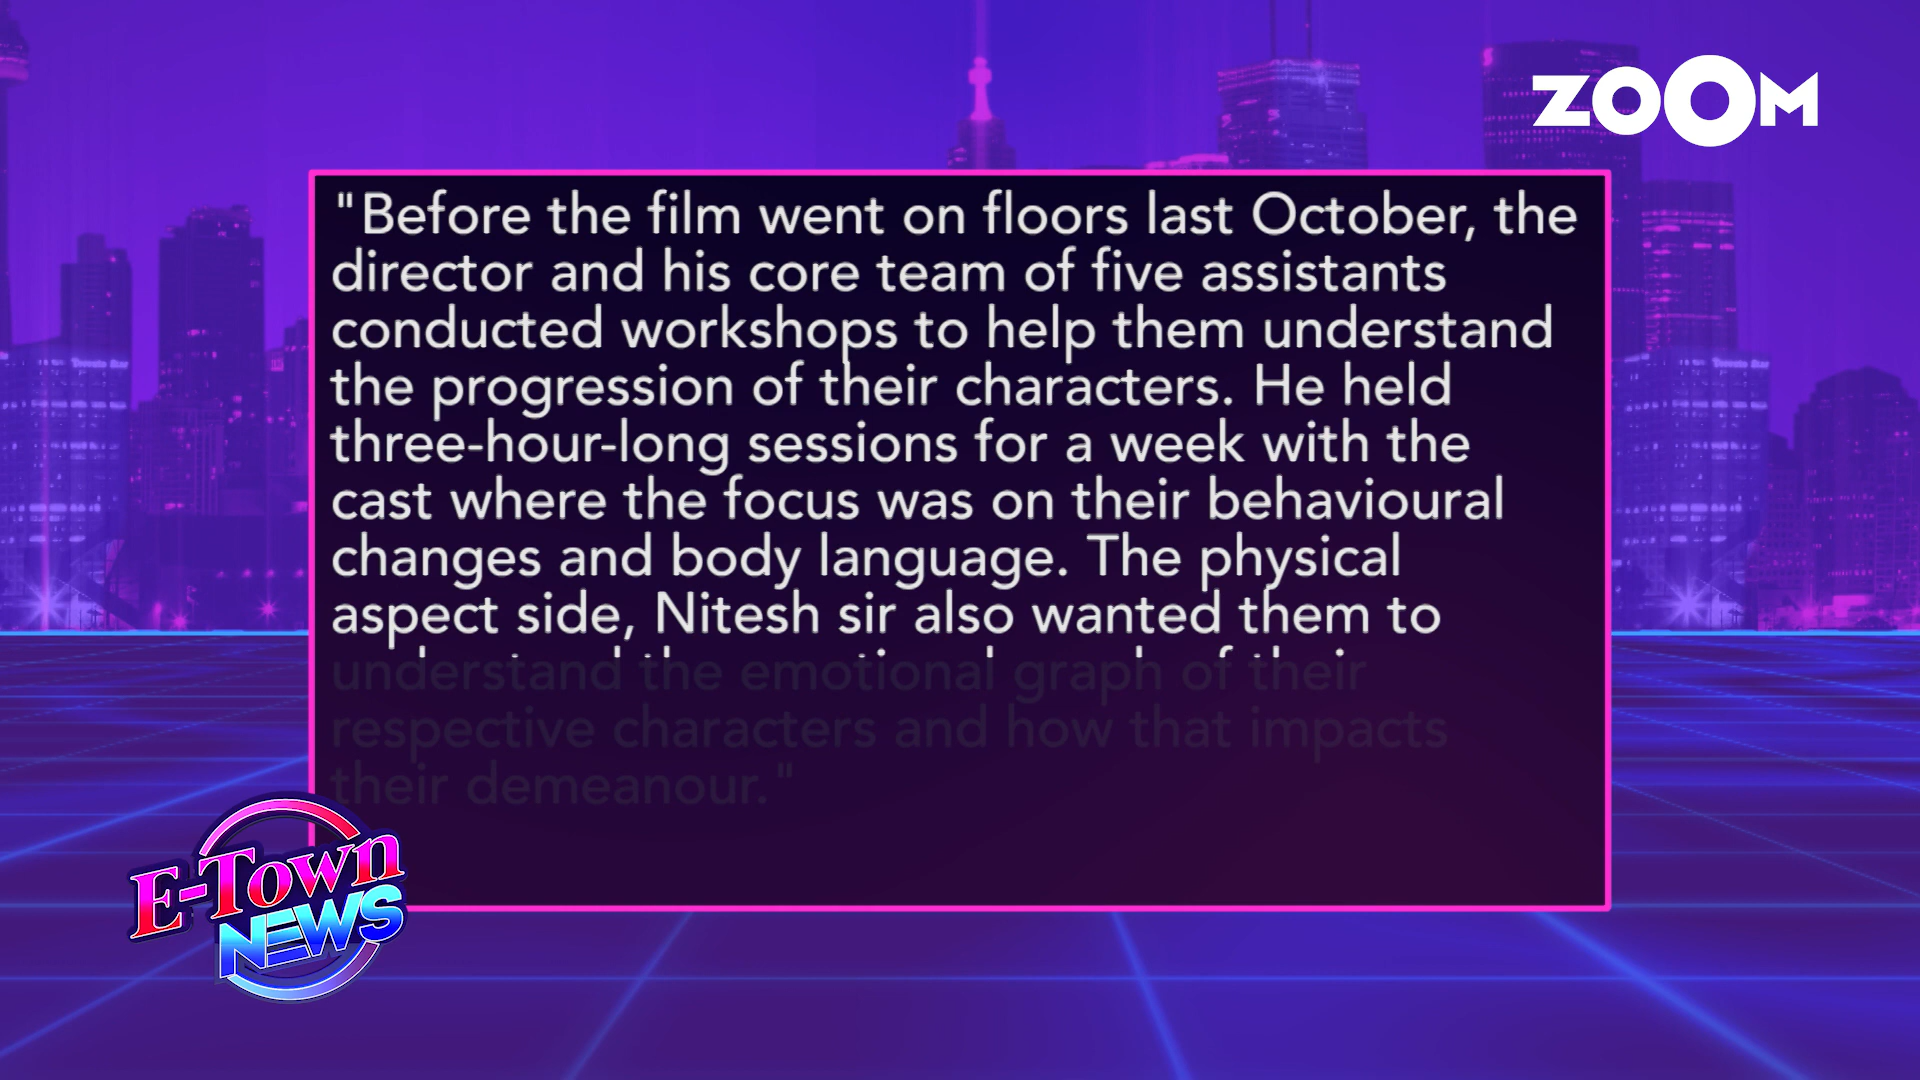 ZOOM
"Before the film went on floors last October, the
director and his core team of five assistants
conducted workshops to help them understand
the progression of their characters. He held
three-hour-long sessions for a week with the
cast where the focus was on their behavioural
changes and body language. The physical
aspect side, Nitesh sir also wanted them to
understand the emotional graph of their
respective characters and how that impacts
their demeanour."
E-Town
NEWS
Toronto Star